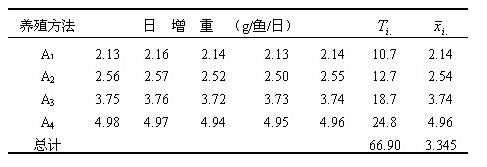 养殖方法 日 增 重 (g/鱼/日) Ti. x̄i.
A1 2.13 2.16 2.14 2.13 2.14 10.7 2.14
A2 2.56 2.57 2.52 2.50 2.55 12.7 2.54
A3 3.75 3.76 3.72 3.73 3.74 18.7 3.74
A4 4.98 4.97 4.94 4.95 4.96 24.8 4.96
总计 66.90 3.345